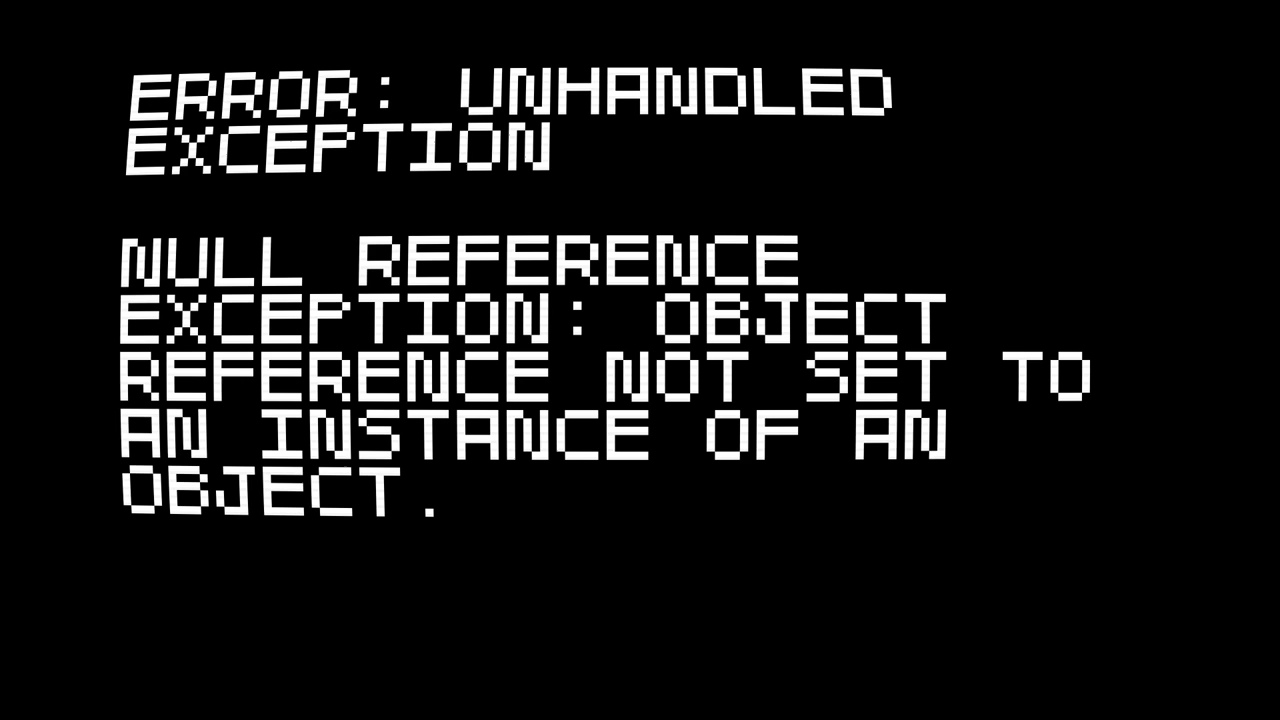 ERROR: UNHANDLED
EXCEPTION
NULL REFERENCE
EXCEPTION: OBJECT
REFERENCE NOT SET TO
AN INSTANCE OF AN
OBJECT.